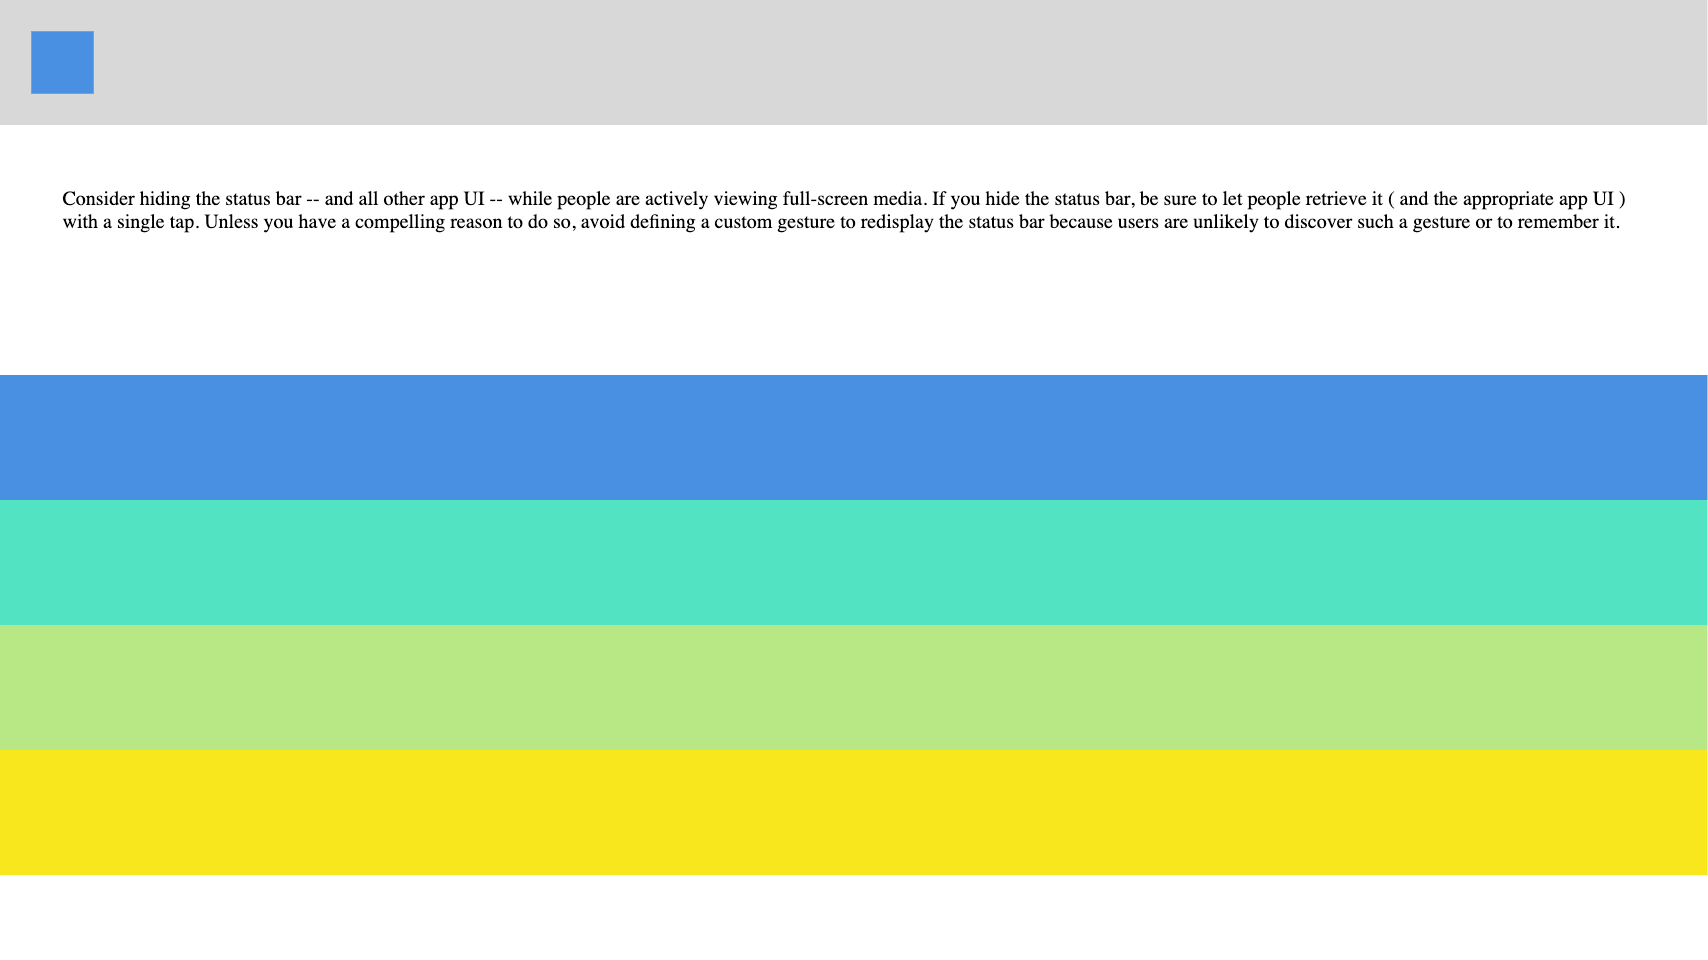 Consider hiding the status bar -- and all other app UI -- while people are actively viewing full-screen media. If you hide the status bar, be sure to let people retrieve it ( and the appropriate app UI )
with a single tap. Unless you have a compelling reason to do so, avoid defining a custom gesture to redisplay the status bar because users are unlikely to discover such a gesture or to remember it.